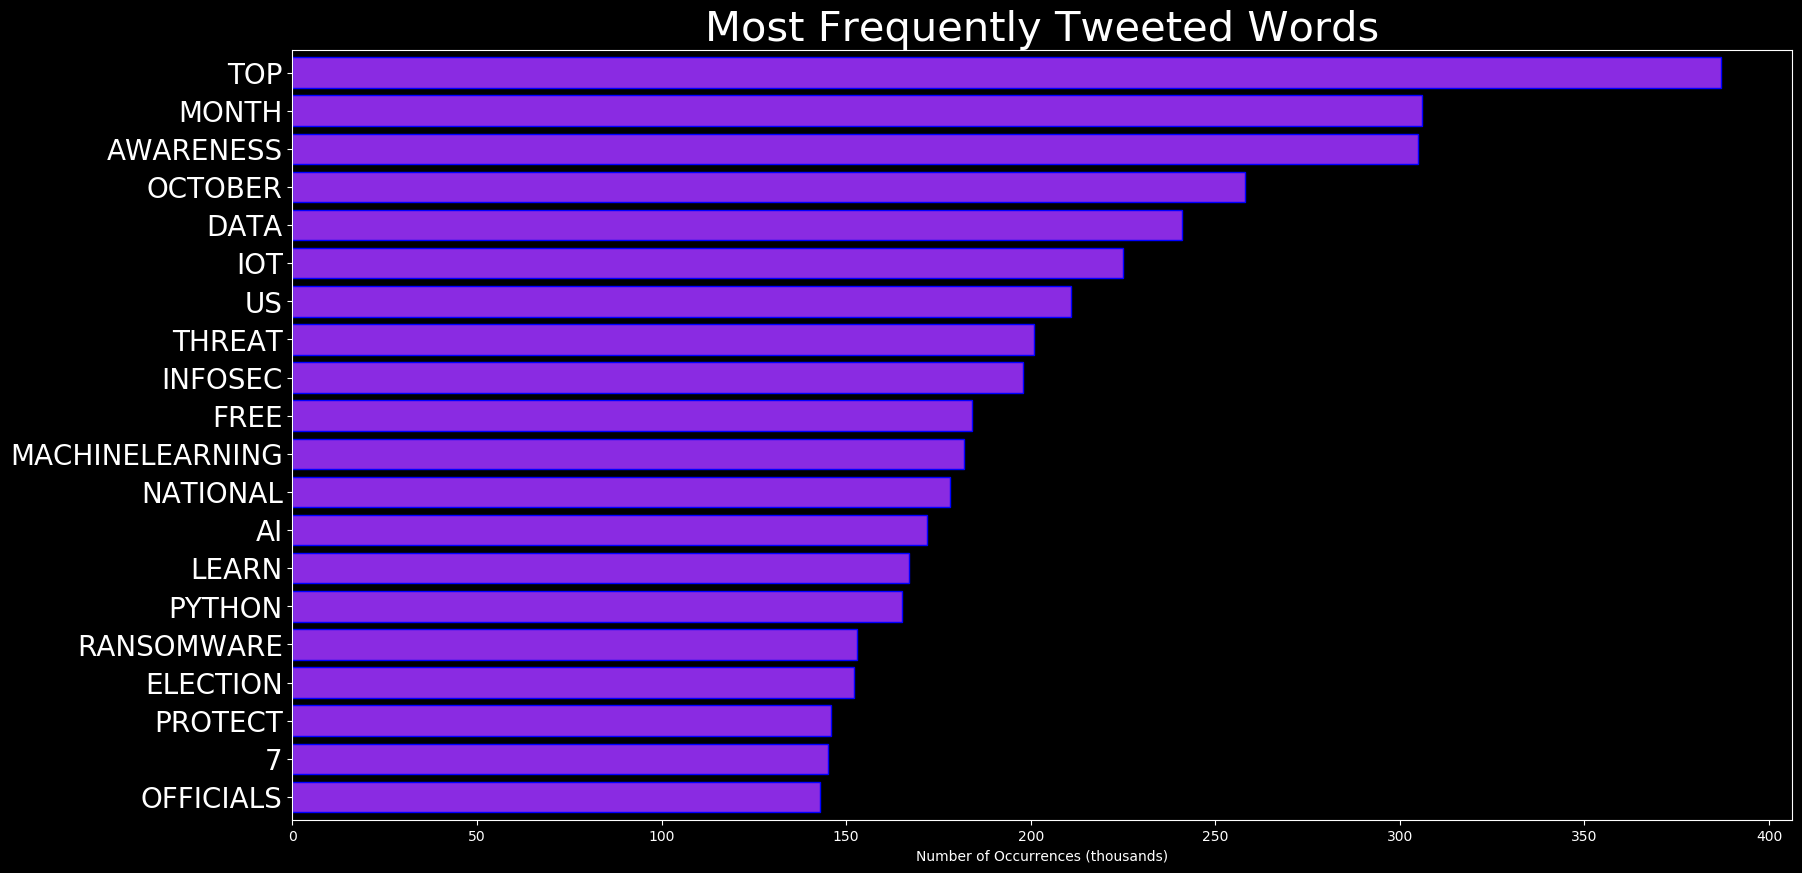 Most Frequently Tweeted Words
TOP
MONTH
AWARENESS
OCTOBER
DATA
IOT
US
THREAT
INFOSEC
FREE
MACHINELEARNING
NATIONAL
AI
LEARN
PYTHON
RANSOMWARE
ELECTION
PROTECT
7
OFFICIALS
0 50 100 150 200 250 300 350 400
Number of Occurrences (thousands)